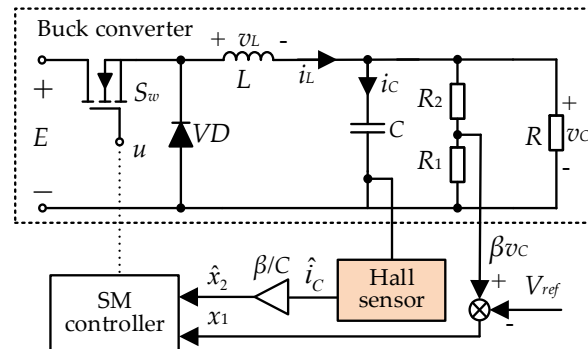 Buck converter
+ v_L -
S_w
L
i_L
i_C
R_2
+
+
E
u
VD
C
R_1
R
v_C
-
−
βv_C
β/C
x̂_2
î_C
Hall
sensor
+
V_ref
-
SM
controller
x_1